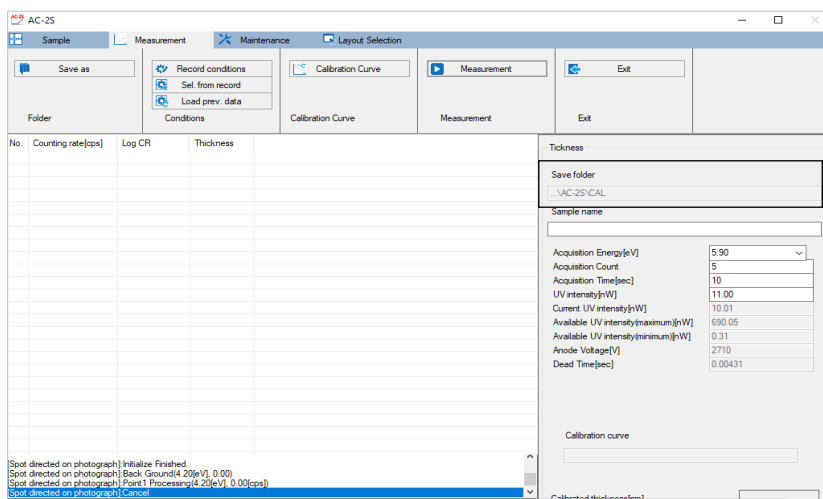 AC-2S
Sample Measurement Maintenance Layout Selection
Save as Record conditions Calibration Curve Measurement Exit
Sel. from record
Load prev. data
Folder Conditions Calibration Curve Measurement Exit
No. Counting rate[cps] Log CR Thickness
Tickness
Save folder
...\AC-2S\CAL
Sample name
Acquisition Energy[eV] 5.90
Acquisition Count 5
Acquisition Time[sec] 10
UV intensity[nW] 11.00
Current UV intensity[nW] 10.01
Available UV intensity(maximum)[nW] 690.05
Available UV intensity(minimum)[nW] 0.31
Anode Voltage[V] 2710
Dead Time[sec] 0.00431
Calibration curve
Calibrated thickness[nm]
[Spot directed on photograph]:Initialize Finished
[Spot directed on photograph]:Back Ground(4.20[eV], 0.00)
[Spot directed on photograph]:Point1 Processing(4.20[eV], 0.00[cps])
[Spot directed on photograph]:Cancel